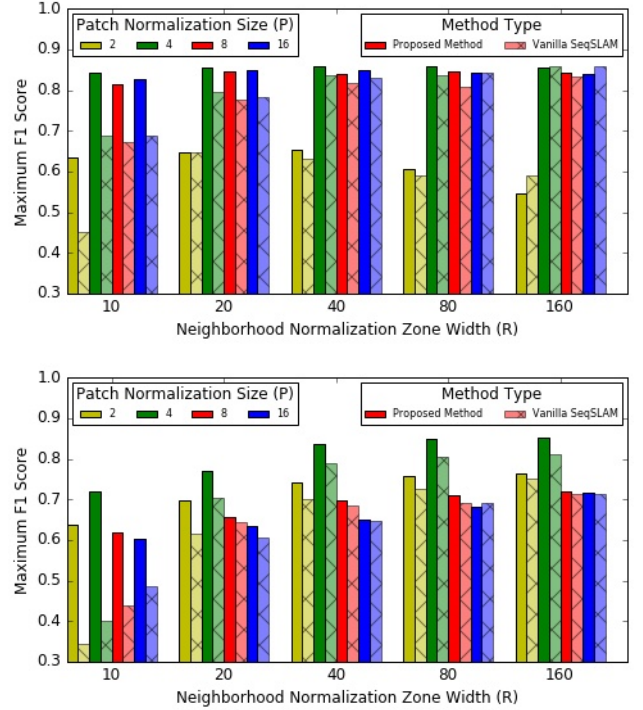 Patch Normalization Size (P)
2 4 8 16
Method Type
Proposed Method Vanilla SeqSLAM
Maximum F1 Score
1.0
0.9
0.8
0.7
0.6
0.5
0.4
0.3
10 20 40 80 160
Neighborhood Normalization Zone Width (R)
Patch Normalization Size (P)
2 4 8 16
Method Type
Proposed Method Vanilla SeqSLAM
Maximum F1 Score
1.0
0.9
0.8
0.7
0.6
0.5
0.4
0.3
10 20 40 80 160
Neighborhood Normalization Zone Width (R)